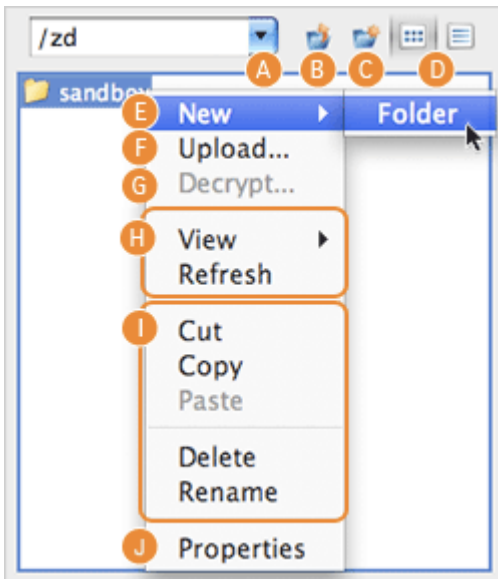 /zd
A B C D
sandbox
E New Folder
F Upload...
G Decrypt...
H View
Refresh
I Cut
Copy
Paste
Delete
Rename
J Properties